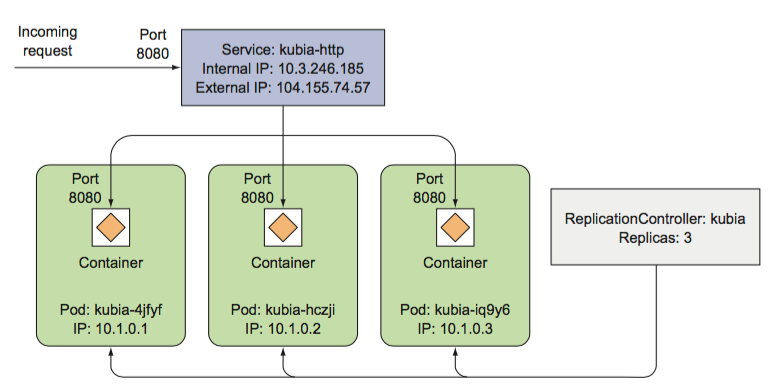 Incoming
request
Port
8080
Service: kubia-http
Internal IP: 10.3.246.185
External IP: 104.155.74.57
Port
8080
Container
Pod: kubia-4jfyf
IP: 10.1.0.1
Port
8080
Container
Pod: kubia-hczji
IP: 10.1.0.2
Port
8080
Container
Pod: kubia-iq9y6
IP: 10.1.0.3
ReplicationController: kubia
Replicas: 3